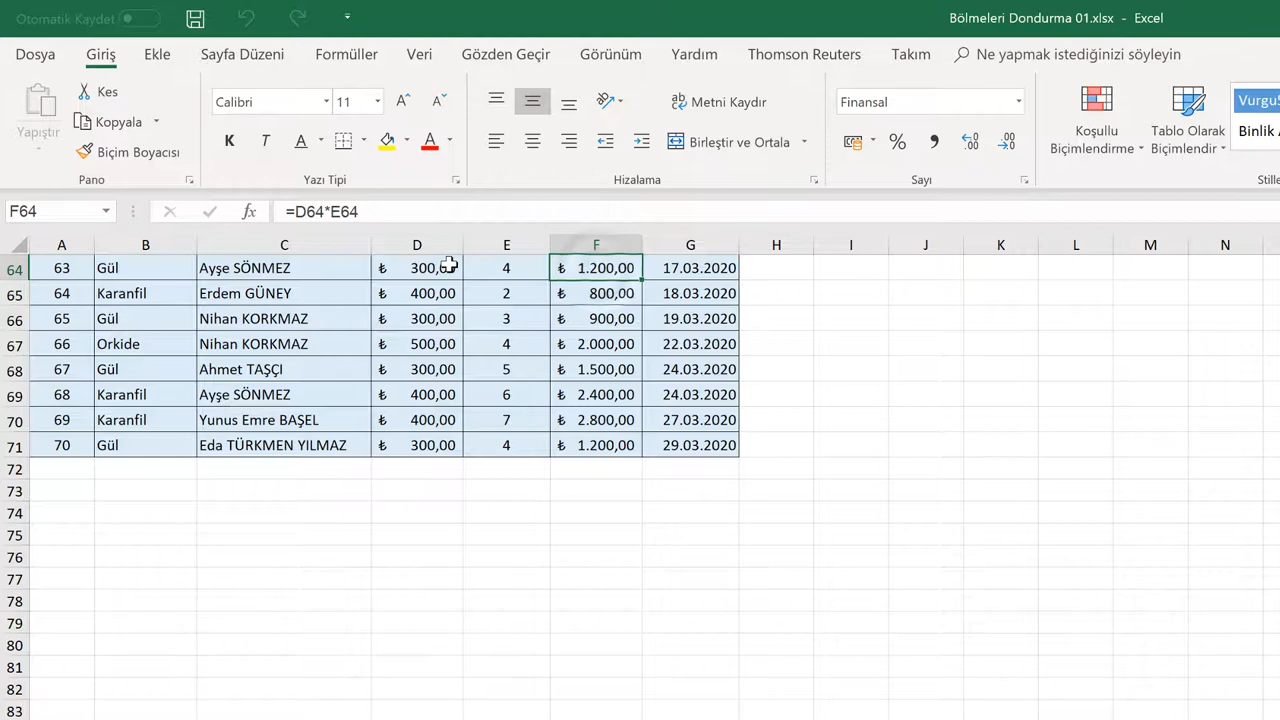 Otomatik Kaydet
Bölmeleri Dondurma 01.xlsx - Excel
Dosya Giriş Ekle Sayfa Düzeni Formüller Veri Gözden Geçir Görünüm Yardım Thomson Reuters Takım Ne yapmak istediğinizi söyleyin
Yapıştır
Kes
Kopyala
Biçim Boyacısı
Pano
Calibri 11
K T A A
Yazı Tipi
Metni Kaydır
Birleştir ve Ortala
Hizalama
Finansal
%
Sayı
Koşullu Biçimlendirme
Tablo Olarak Biçimlendir
Binlik
F64 fx =D64*E64
A B C D E F G H I J K L M N
64 63 Gül Ayşe SÖNMEZ ₺ 4 ₺ 1.200,00 17.03.2020
65 64 Karanfil Erdem GÜNEY ₺ 400,00 2 ₺ 800,00 18.03.2020
66 65 Gül Nihan KORKMAZ ₺ 300,00 3 ₺ 900,00 19.03.2020
67 66 Orkide Nihan KORKMAZ ₺ 500,00 4 ₺ 2.000,00 22.03.2020
68 67 Gül Ahmet TAŞÇI ₺ 300,00 5 ₺ 1.500,00 24.03.2020
69 68 Karanfil Ayşe SÖNMEZ ₺ 400,00 6 ₺ 2.400,00 24.03.2020
70 69 Karanfil Yunus Emre BAŞEL ₺ 400,00 7 ₺ 2.800,00 27.03.2020
71 70 Gül Eda TÜRKMEN YILMAZ ₺ 300,00 4 ₺ 1.200,00 29.03.2020
72
73
74
75
76
77
78
79
80
81
82
83